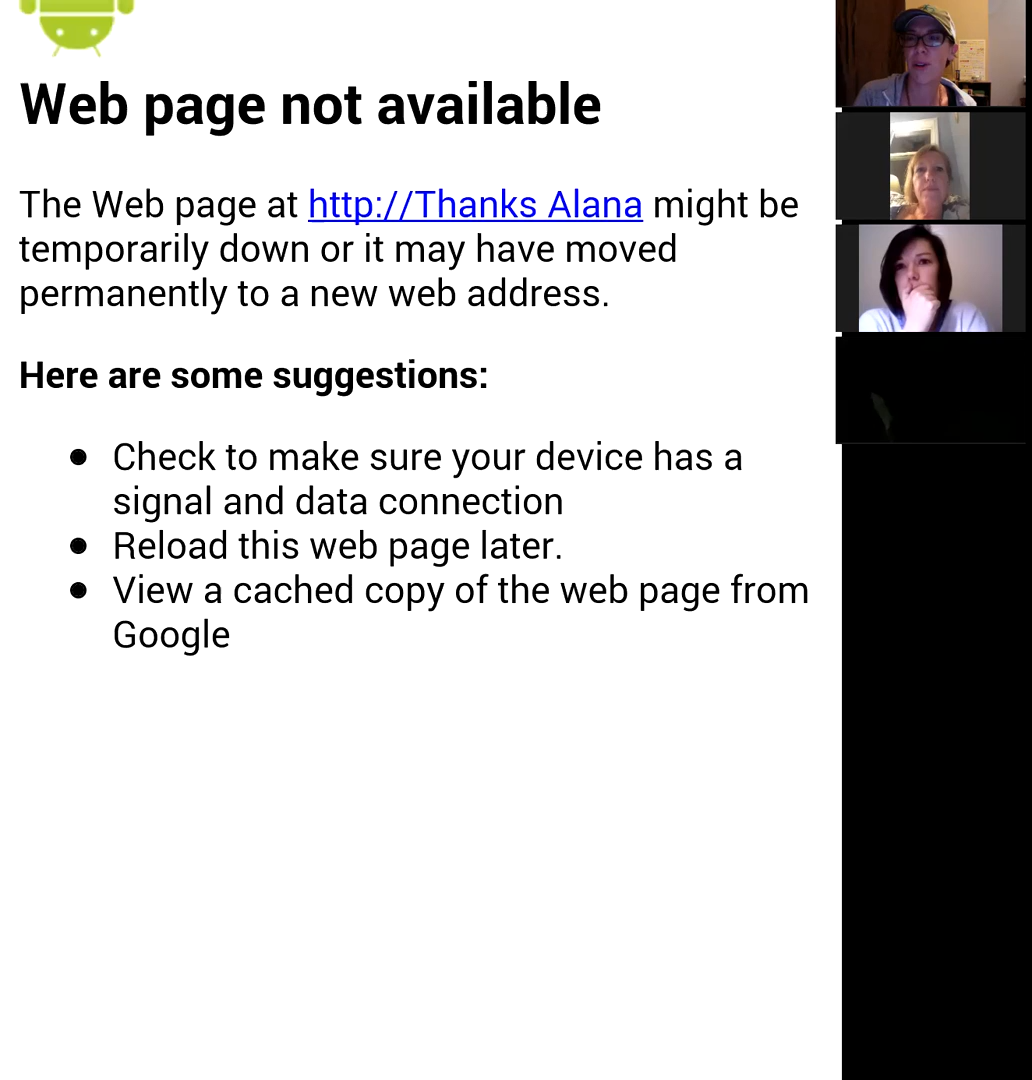 Web page not available
The Web page at http://Thanks Alana might be
temporarily down or it may have moved
permanently to a new web address.
Here are some suggestions:
Check to make sure your device has a
signal and data connection
Reload this web page later.
View a cached copy of the web page from
Google